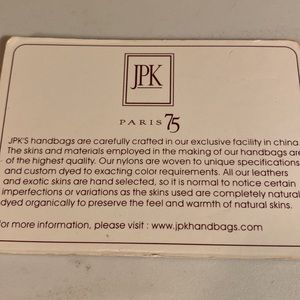 JPK
PARIS 75
JPK'S handbags are carefully crafted in our exclusive facility in china.
The skins and materials employed in the making of our handbags are
of the highest quality. Our nylons are woven to unique specifications
and custom dyed to exacting color requirements. All our leathers
and exotic skins are hand selected, so it is normal to notice certain
imperfections or variations as the skins used are completely natural
dyed organically to preserve the feel and warmth of natural skins.
for more information, please visit : www.jpkhandbags.com